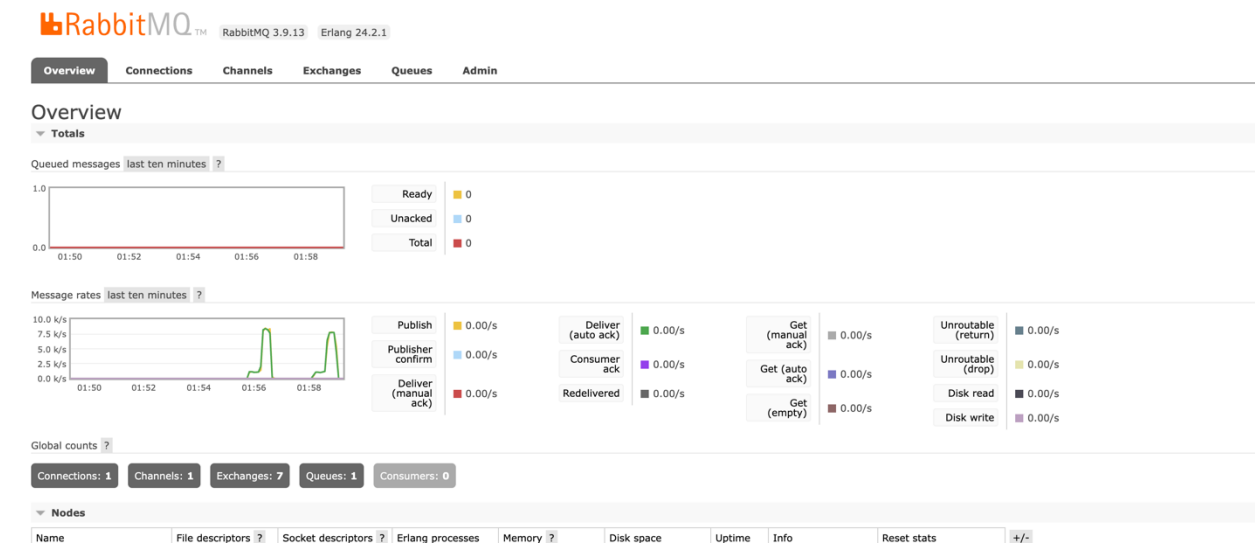 RabbitMQ TM RabbitMQ 3.9.13 Erlang 24.2.1
Overview Connections Channels Exchanges Queues Admin
Overview
Totals
Queued messages last ten minutes ?
1.0
0.0
01:50 01:52 01:54 01:56 01:58
Ready 0
Unacked 0
Total 0
Message rates last ten minutes ?
10.0 k/s
7.5 k/s
5.0 k/s
2.5 k/s
0.0 k/s
01:50 01:52 01:54 01:56 01:58
Publish 0.00/s
Publisher
confirm 0.00/s
Deliver
(manual
ack) 0.00/s
Deliver
(auto ack) 0.00/s
Consumer
ack 0.00/s
Redelivered 0.00/s
Get
(manual
ack) 0.00/s
Get (auto
ack) 0.00/s
Get
(empty) 0.00/s
Unroutable
(return) 0.00/s
Unroutable
(drop) 0.00/s
Disk read 0.00/s
Disk write 0.00/s
Global counts ?
Connections: 1 Channels: 1 Exchanges: 7 Queues: 1 Consumers: 0
Nodes
Name File descriptors ? Socket descriptors ? Erlang processes Memory ? Disk space Uptime Info Reset stats +/-